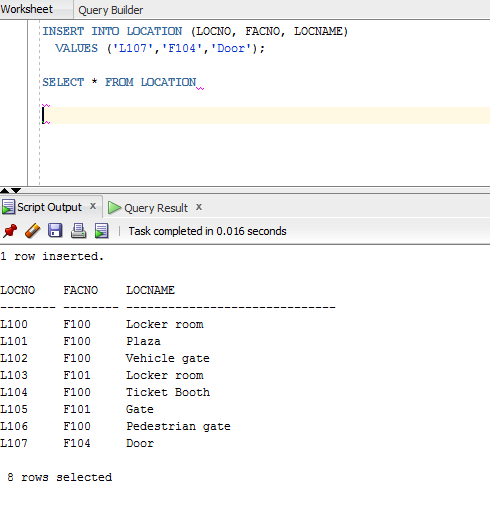 Worksheet Query Builder
INSERT INTO LOCATION (LOCNO, FACNO, LOCNAME)
VALUES ('L107','F104','Door');
SELECT * FROM LOCATION
Script Output x Query Result x
Task completed in 0.016 seconds
1 row inserted.
LOCNO FACNO LOCNAME
-------- -------- ------------------------------
L100 F100 Locker room
L101 F100 Plaza
L102 F100 Vehicle gate
L103 F101 Locker room
L104 F100 Ticket Booth
L105 F101 Gate
L106 F100 Pedestrian gate
L107 F104 Door
8 rows selected